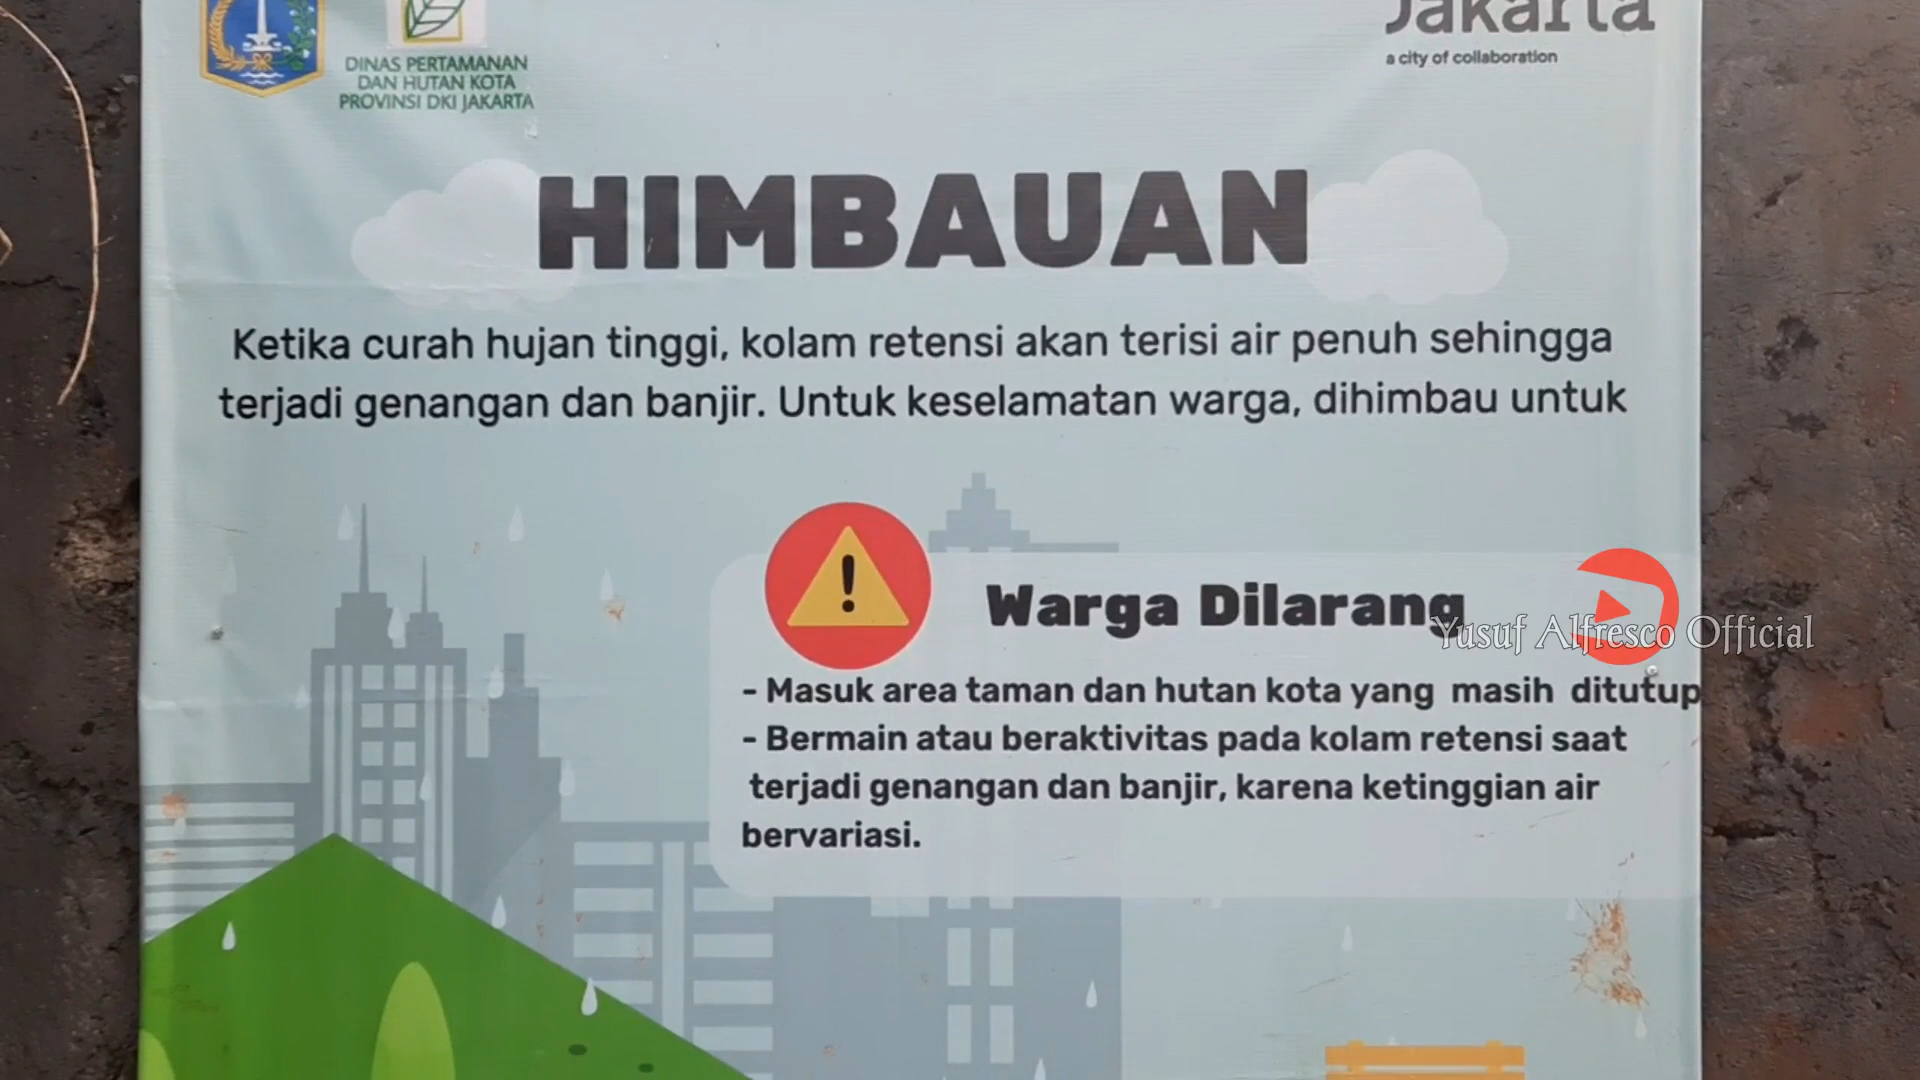 Jakarta
a city of collaboration
DINAS PERTAMANAN
DAN HUTAN KOTA
PROVINSI DKI JAKARTA
HIMBAUAN
Ketika curah hujan tinggi, kolam retensi akan terisi air penuh sehingga
terjadi genangan dan banjir. Untuk keselamatan warga, dihimbau untuk
Warga Dilarang
Yusuf Alfresco Official
- Masuk area taman dan hutan kota yang masih ditutup
- Bermain atau beraktivitas pada kolam retensi saat
terjadi genangan dan banjir, karena ketinggian air
bervariasi.